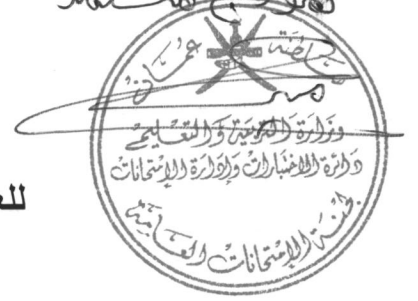 سلطنة عمان
وزارة التربية والتعليم
دائرة الاختبارات وإدارة الامتحانات
لجنة الامتحانات العامة